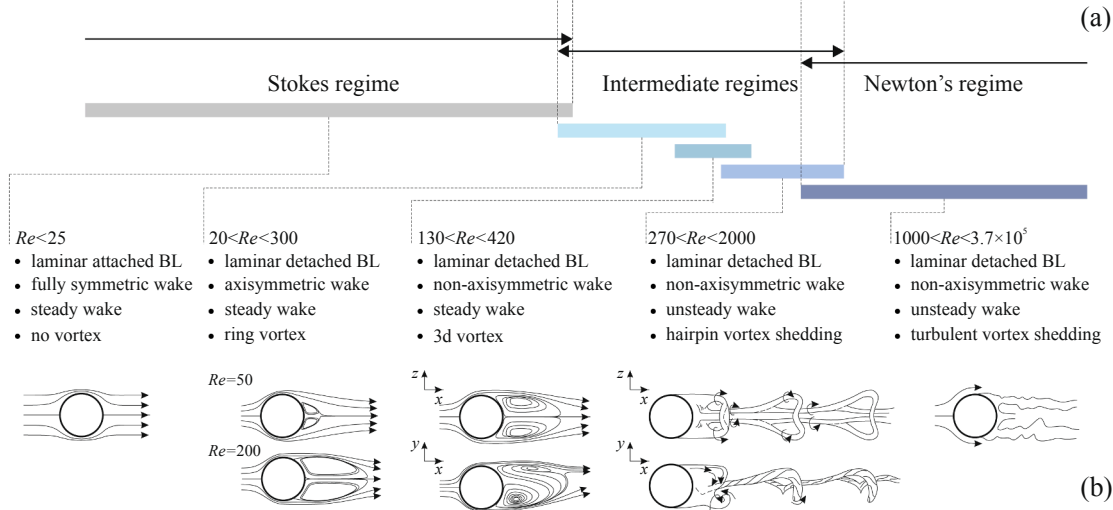 (a)
Stokes regime
Intermediate regimes
Newton's regime
Re<25
• laminar attached BL
• fully symmetric wake
• steady wake
• no vortex
20<Re<300
• laminar detached BL
• axisymmetric wake
• steady wake
• ring vortex
130<Re<420
• laminar detached BL
• non-axisymmetric wake
• steady wake
• 3d vortex
270<Re<2000
• laminar detached BL
• non-axisymmetric wake
• unsteady wake
• hairpin vortex shedding
1000<Re<3.7×10⁵
• laminar detached BL
• non-axisymmetric wake
• unsteady wake
• turbulent vortex shedding
Re=50
Re=200
z
x
y
x
z
x
y
x
(b)